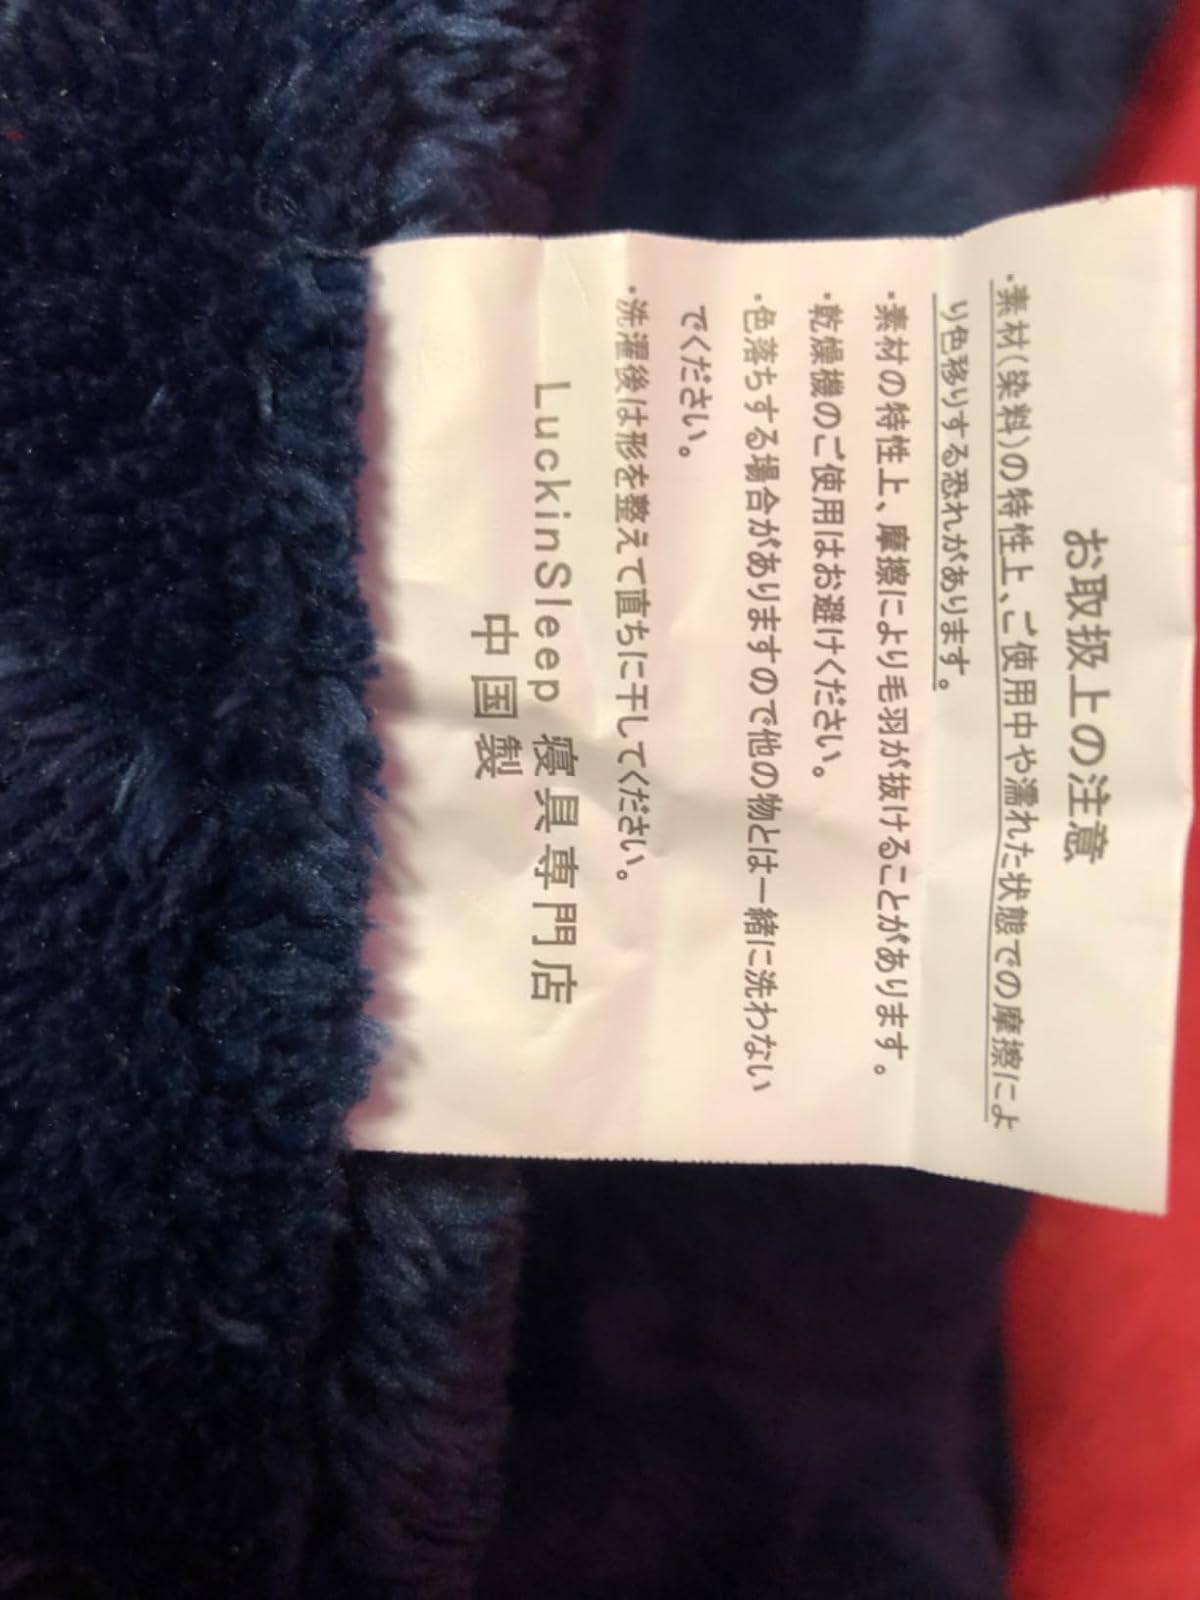 お取扱上の注意
・素材(染料)の特性上、ご使用中や濡れた状態での摩擦によ
り色移りする恐れがあります。
・素材の特性上、摩擦により毛羽が抜けることがあります。
・乾燥機のご使用はお避けください。
・色落ちする場合がありますので他の物とは一緒に洗わない
でください。
・洗濯後は形を整えて直ちに干してください。
LuckinSleep 寝具専門店
中国製